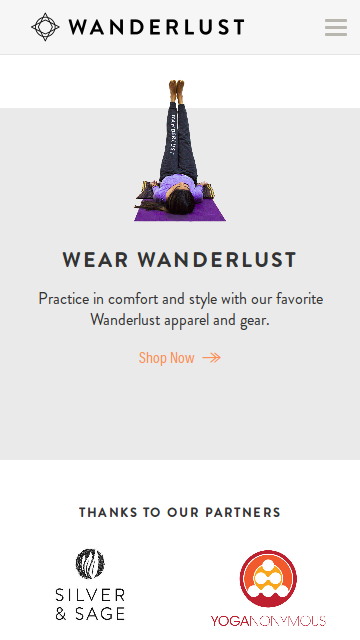 WANDERLUST
WEAR WANDERLUST
Practice in comfort and style with our favorite
Wanderlust apparel and gear.
Shop Now
THANKS TO OUR PARTNERS
SILVER
& SAGE
YOGANONYMOUS